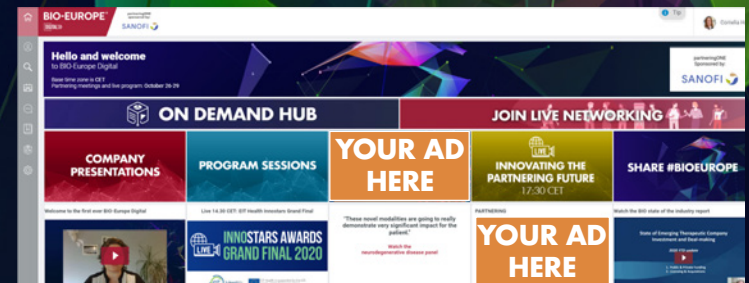 BIO-EUROPE
partneringONE
Sponsored by:
SANOFI
Tip
Hello and welcome
to BIO-Europe Digital
Base time zone is CET
Partnering meetings and live program: October 26-29
partneringONE
Sponsored by:
SANOFI
ON DEMAND HUB
JOIN LIVE NETWORKING
COMPANY
PRESENTATIONS
PROGRAM SESSIONS
YOUR AD
HERE
LIVE
INNOVATING THE
PARTNERING FUTURE
17:30 CET
SHARE #BIOEUROPE
Welcome to the first ever BIO-Europe Digital
Live 14:30 CET: EIT Health Innostars Grand Final
LIVE
INNOSTARS AWARDS
GRAND FINAL 2020
"These novel modalities are going to really
demonstrate very significant impact for the
patient."
Watch the
neurodegenerative disease panel
PARTNERING
YOUR AD
HERE
Watch the BIO state of the industry report
State of Emerging Therapeutic Company
Investment and Deal-making